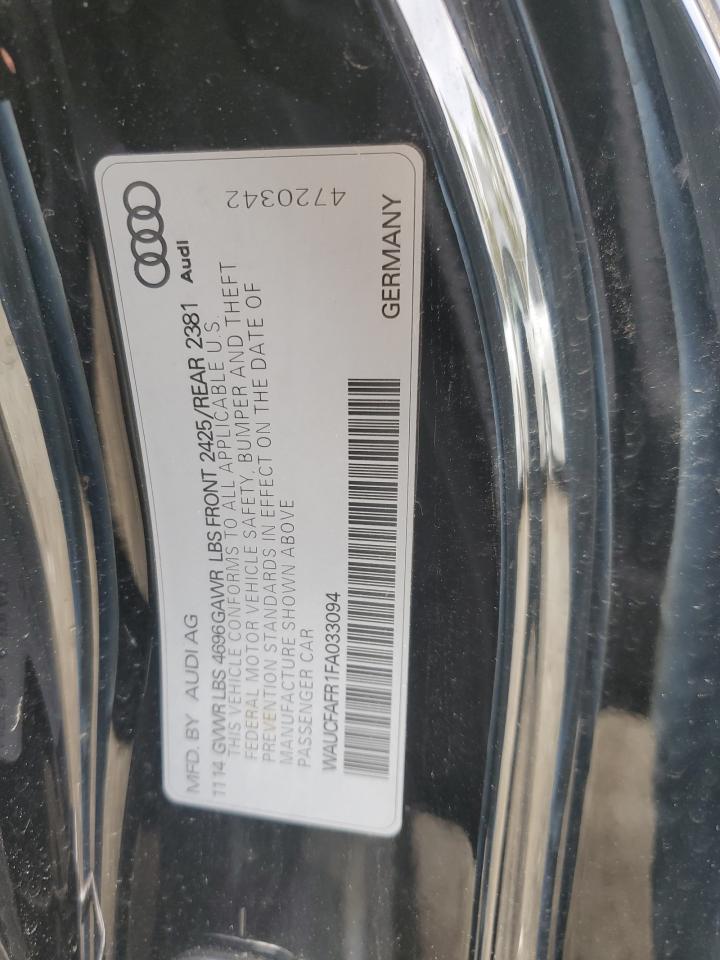 MFD. BY AUDI AG
1114 GVWR LBS 4696GAWR LBS FRONT 2425/REAR 2381
Audi
THIS VEHICLE CONFORMS TO ALL APPLICABLE U.S.
FEDERAL MOTOR VEHICLE SAFETY, BUMPER AND THEFT
PREVENTION STANDARDS IN EFFECT ON THE DATE OF
MANUFACTURE SHOWN ABOVE
PASSENGER CAR
4720342
WAUCFAFR1FA033094
GERMANY